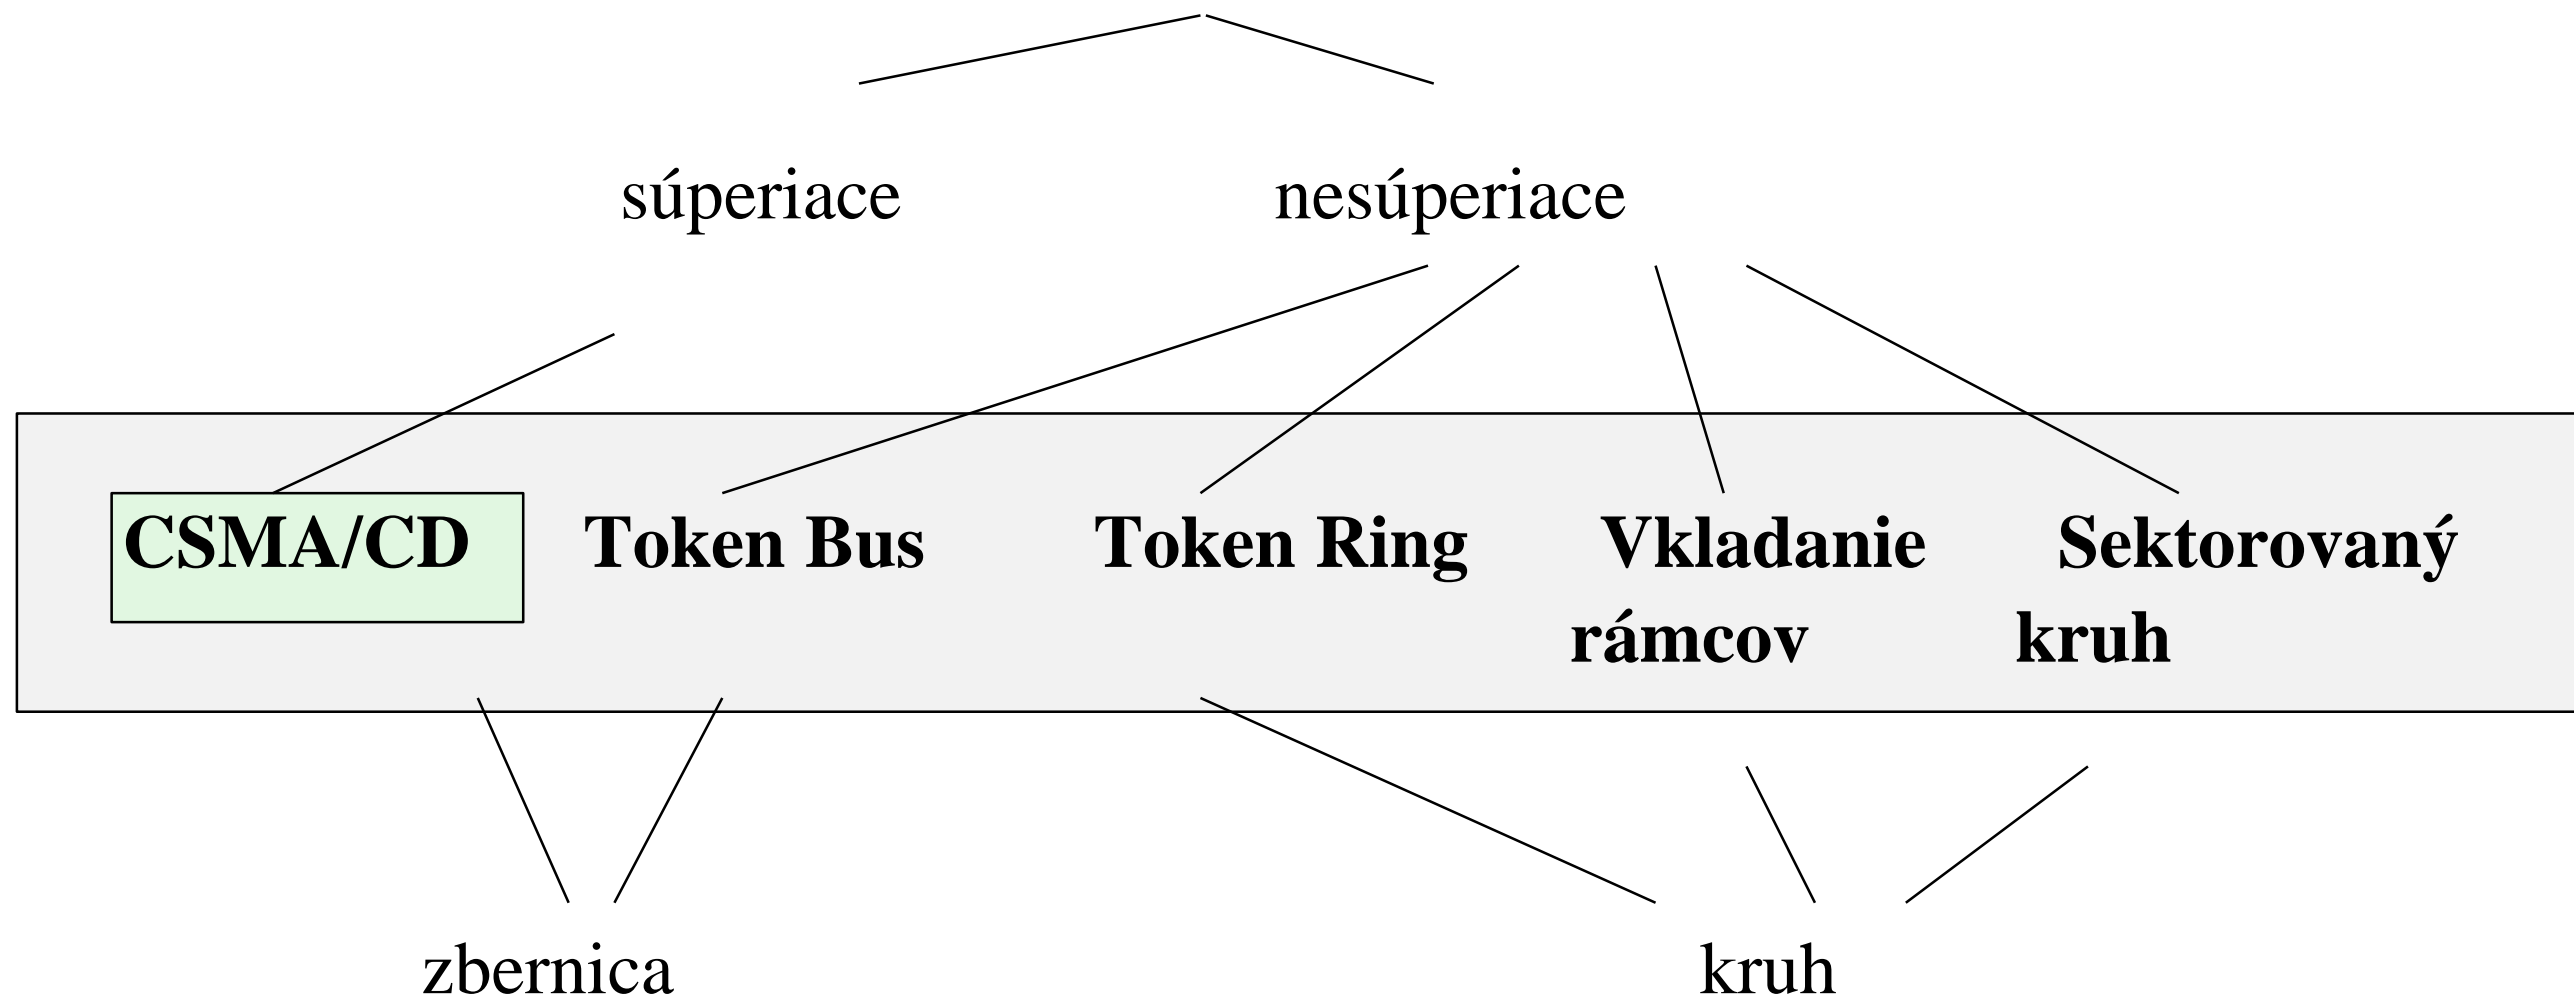 súperiace nesúperiace
CSMA/CD Token Bus Token Ring Vkladanie Sektorovaný
rámcov kruh
zbernica kruh